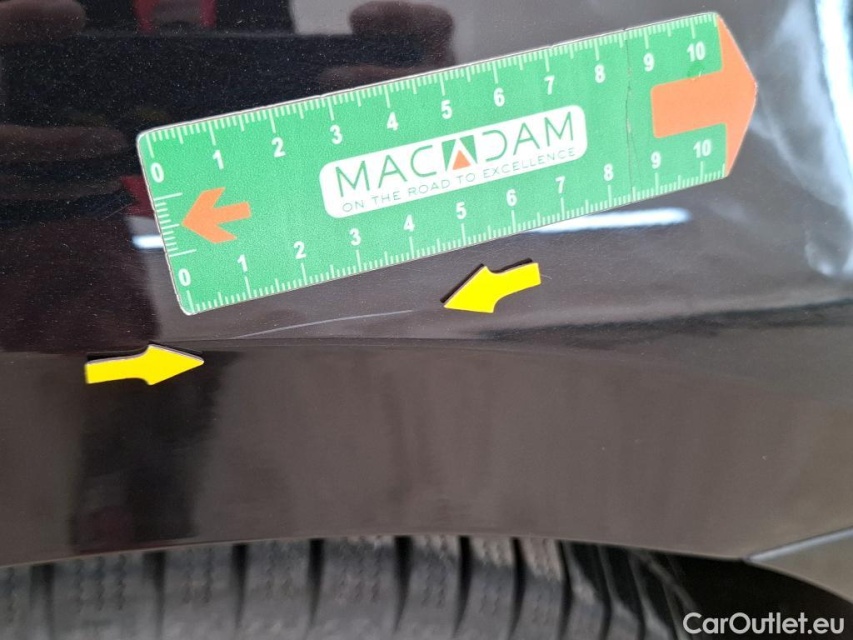 0 1 2 3 4 5 6 7 8 9 10
MACADAM
ON THE ROAD TO EXCELLENCE
0 1 2 3 4 5 6 7 8 9 10
CarOutlet.eu